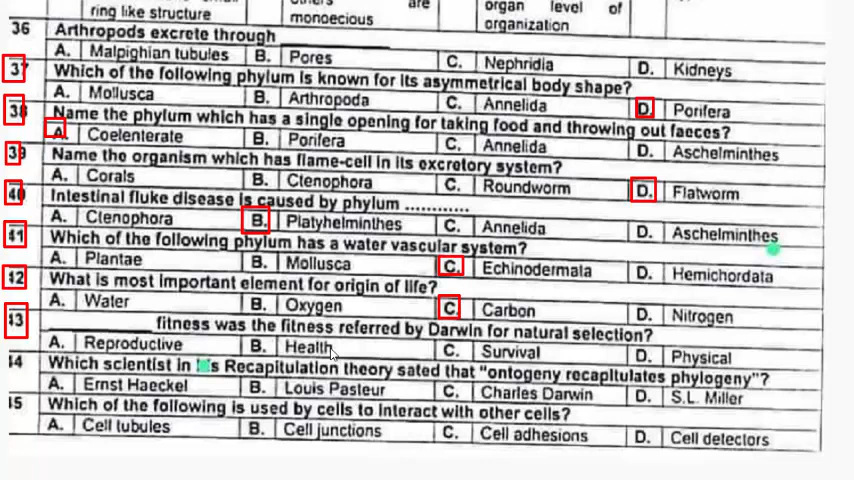 ring like structure
monoecious
are
organ level of
organization
36 Arthropods excrete through ________
A. Malpighian tubules B. Pores C. Nephridia D. Kidneys
37 Which of the following phylum is known for its asymmetrical body shape?
A. Mollusca B. Arthropoda C. Annelida D. Porifera
38 Name the phylum which has a single opening for taking food and throwing out faeces?
A. Coelenterate B. Porifera C. Annelida D. Aschelminthes
39 Name the organism which has flame-cell in its excretory system?
A. Corals B. Ctenophora C. Roundworm D. Flatworm
40 Intestinal fluke disease is caused by phylum ............
A. Ctenophora B. Platyhelminthes C. Annelida D. Aschelminthes
41 Which of the following phylum has a water vascular system?
A. Plantae B. Mollusca C. Echinodermata D. Hemichordata
42 What is most important element for origin of life?
A. Water B. Oxygen C. Carbon D. Nitrogen
43 ________ fitness was the fitness referred by Darwin for natural selection?
A. Reproductive B. Health C. Survival D. Physical
44 Which scientist in s Recapitulation theory sated that "ontogeny recapitulates phylogeny"?
A. Ernst Haeckel B. Louis Pasteur C. Charles Darwin D. S.L. Miller
45 Which of the following is used by cells to interact with other cells?
A. Cell tubules B. Cell junctions C. Cell adhesions D. Cell detectors